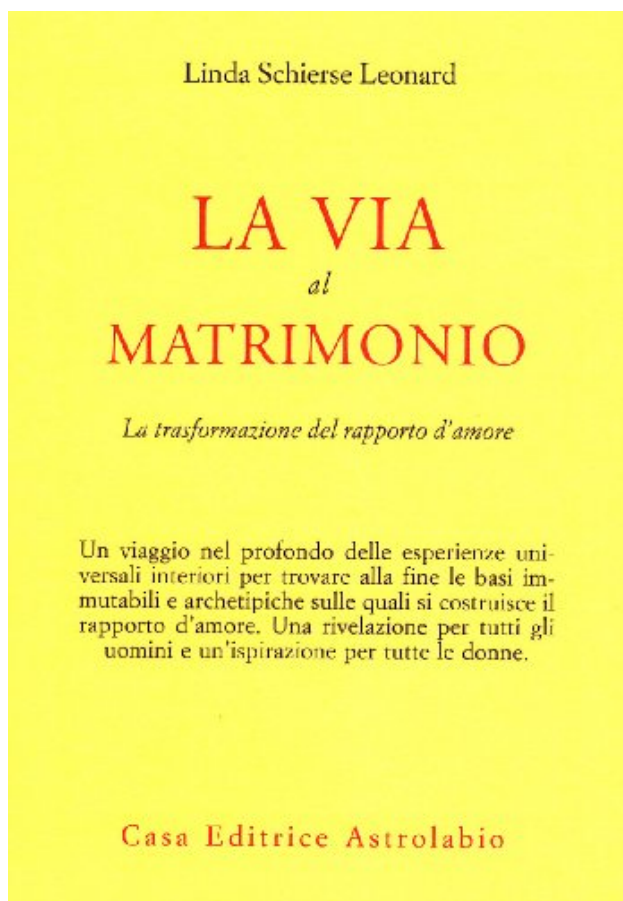 Linda Schierse Leonard
LA VIA
al
MATRIMONIO
La trasformazione del rapporto d'amore
Un viaggio nel profondo delle esperienze uni-
versali interiori per trovare alla fine le basi im-
mutabili e archetipiche sulle quali si costruisce il
rapporto d'amore. Una rivelazione per tutti gli
uomini e un'ispirazione per tutte le donne.
Casa Editrice Astrolabio